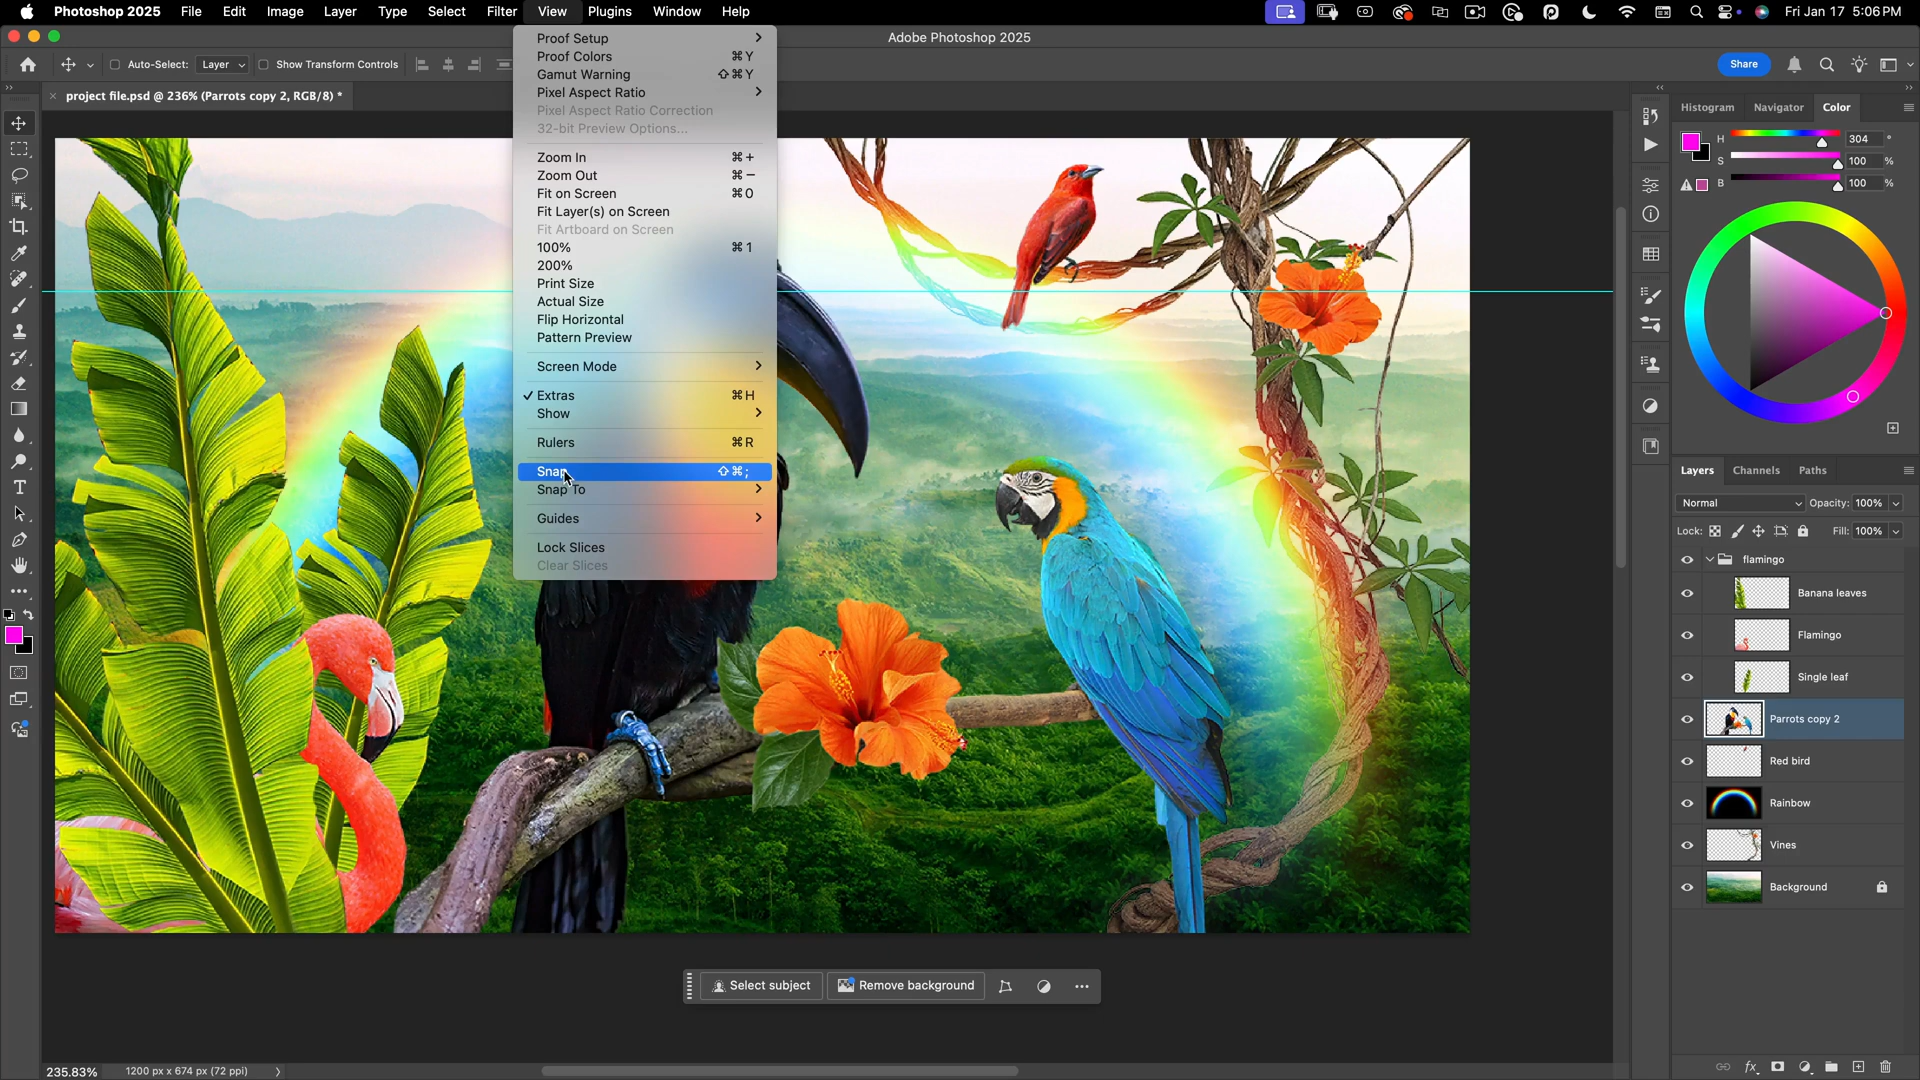 Photoshop 2025 File Edit Image Layer Type Select Filter View Plugins Window Help
Fri Jan 17 5:06 PM
Adobe Photoshop 2025
Auto-Select: Layer Show Transform Controls
Share
project file.psd @ 236% (Parrots copy 2, RGB/8) *
Proof Setup
Proof Colors ⌘Y
Gamut Warning ⇧⌘Y
Pixel Aspect Ratio
Pixel Aspect Ratio Correction
32-bit Preview Options...
Zoom In ⌘+
Zoom Out ⌘−
Fit on Screen ⌘0
Fit Layer(s) on Screen
Fit Artboard on Screen
100% ⌘1
200%
Print Size
Actual Size
Flip Horizontal
Pattern Preview
Screen Mode
✓ Extras ⌘H
Show
Rulers ⌘R
Snap ⇧⌘;
Snap To
Guides
Lock Slices
Clear Slices
Histogram Navigator Color
H 304 °
S 100 %
B 100 %
Layers Channels Paths
Normal Opacity: 100%
Lock: Fill: 100%
flamingo
Banana leaves
Flamingo
Single leaf
Parrots copy 2
Red bird
Rainbow
Vines
Background
Select subject Remove background
235.83% 1200 px x 674 px (72 ppi)